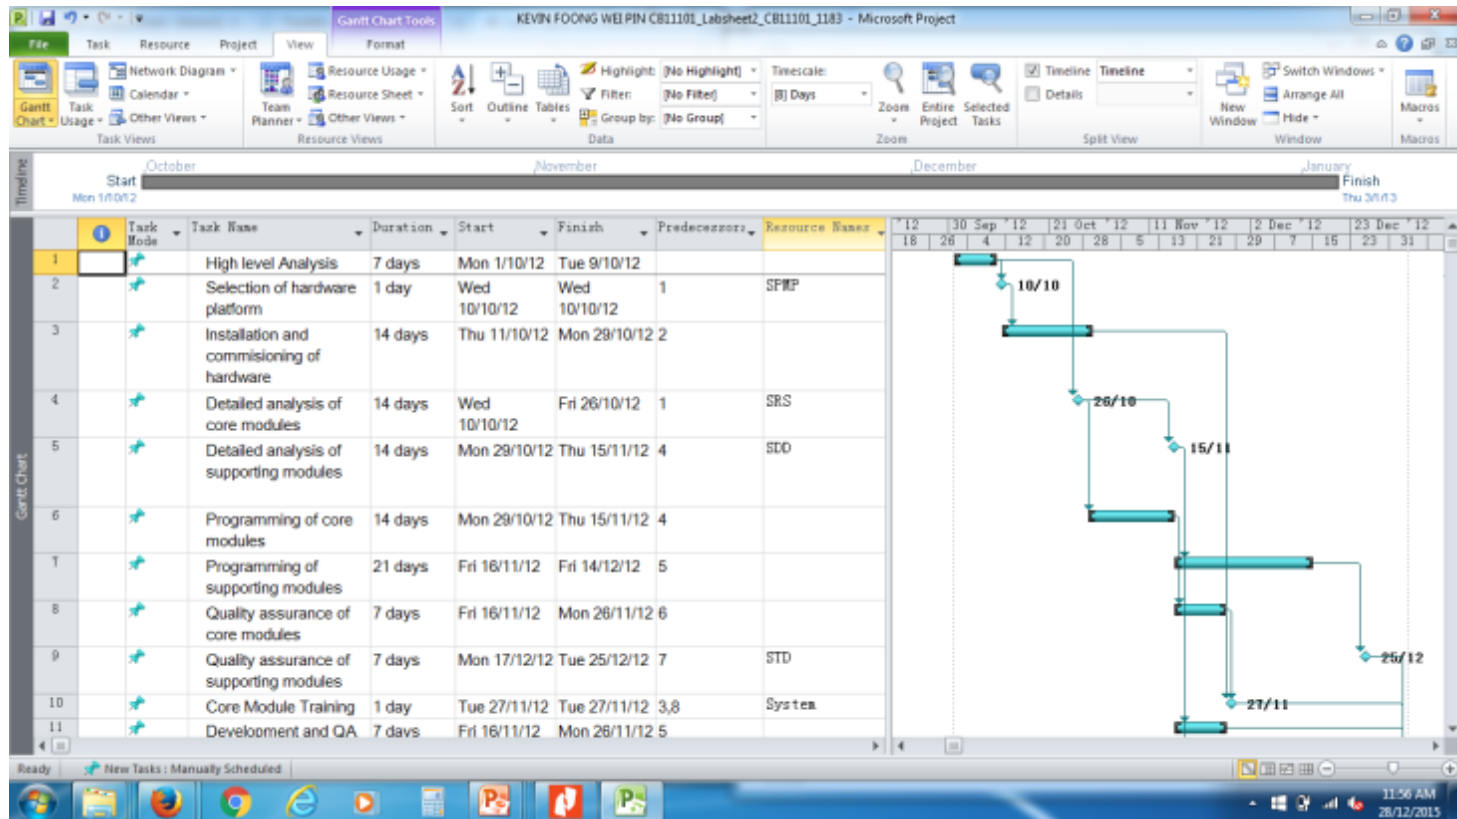 Gantt Chart Tools
KEVIN FOONG WEI PIN CB11101_Labsheet2_CB11101_1183 - Microsoft Project
File Task Resource Project View Format
Gantt Chart
Task Usage
Network Diagram
Calendar
Other Views
Task Views
Team Planner
Resource Usage
Resource Sheet
Other Views
Resource Views
Sort Outline Tables
Highlight: [No Highlight]
Filter: [No Filter]
Group by: [No Group]
Data
Timescale:
[8] Days
Zoom Entire Project Selected Tasks
Zoom
Timeline Timeline
Details
Split View
New Window
Switch Windows
Arrange All
Hide
Window
Macros
Macros
Timeline
October November December January
Start
Mon 1/10/12
Finish
Thu 3/1/13
Gantt Chart
Task Mode Task Name Duration Start Finish Predecessors Resource Names
'12 30 Sep '12 21 Oct '12 11 Nov '12 2 Dec '12 23 Dec '12
18 26 4 12 20 28 5 13 21 29 7 15 23 31
1 High level Analysis 7 days Mon 1/10/12 Tue 9/10/12
2 Selection of hardware platform 1 day Wed 10/10/12 Wed 10/10/12 1 SPMP
3 Installation and commisioning of hardware 14 days Thu 11/10/12 Mon 29/10/12 2
4 Detailed analysis of core modules 14 days Wed 10/10/12 Fri 26/10/12 1 SRS
5 Detailed analysis of supporting modules 14 days Mon 29/10/12 Thu 15/11/12 4 SDD
6 Programming of core modules 14 days Mon 29/10/12 Thu 15/11/12 4
7 Programming of supporting modules 21 days Fri 16/11/12 Fri 14/12/12 5
8 Quality assurance of core modules 7 days Fri 16/11/12 Mon 26/11/12 6
9 Quality assurance of supporting modules 7 days Mon 17/12/12 Tue 25/12/12 7 STD
10 Core Module Training 1 day Tue 27/11/12 Tue 27/11/12 3,8 System
11 Development and QA 7 days Fri 16/11/12 Mon 26/11/12 5
10/10
26/10
15/11
25/12
27/11
Ready New Tasks : Manually Scheduled
11:56 AM
28/12/2015